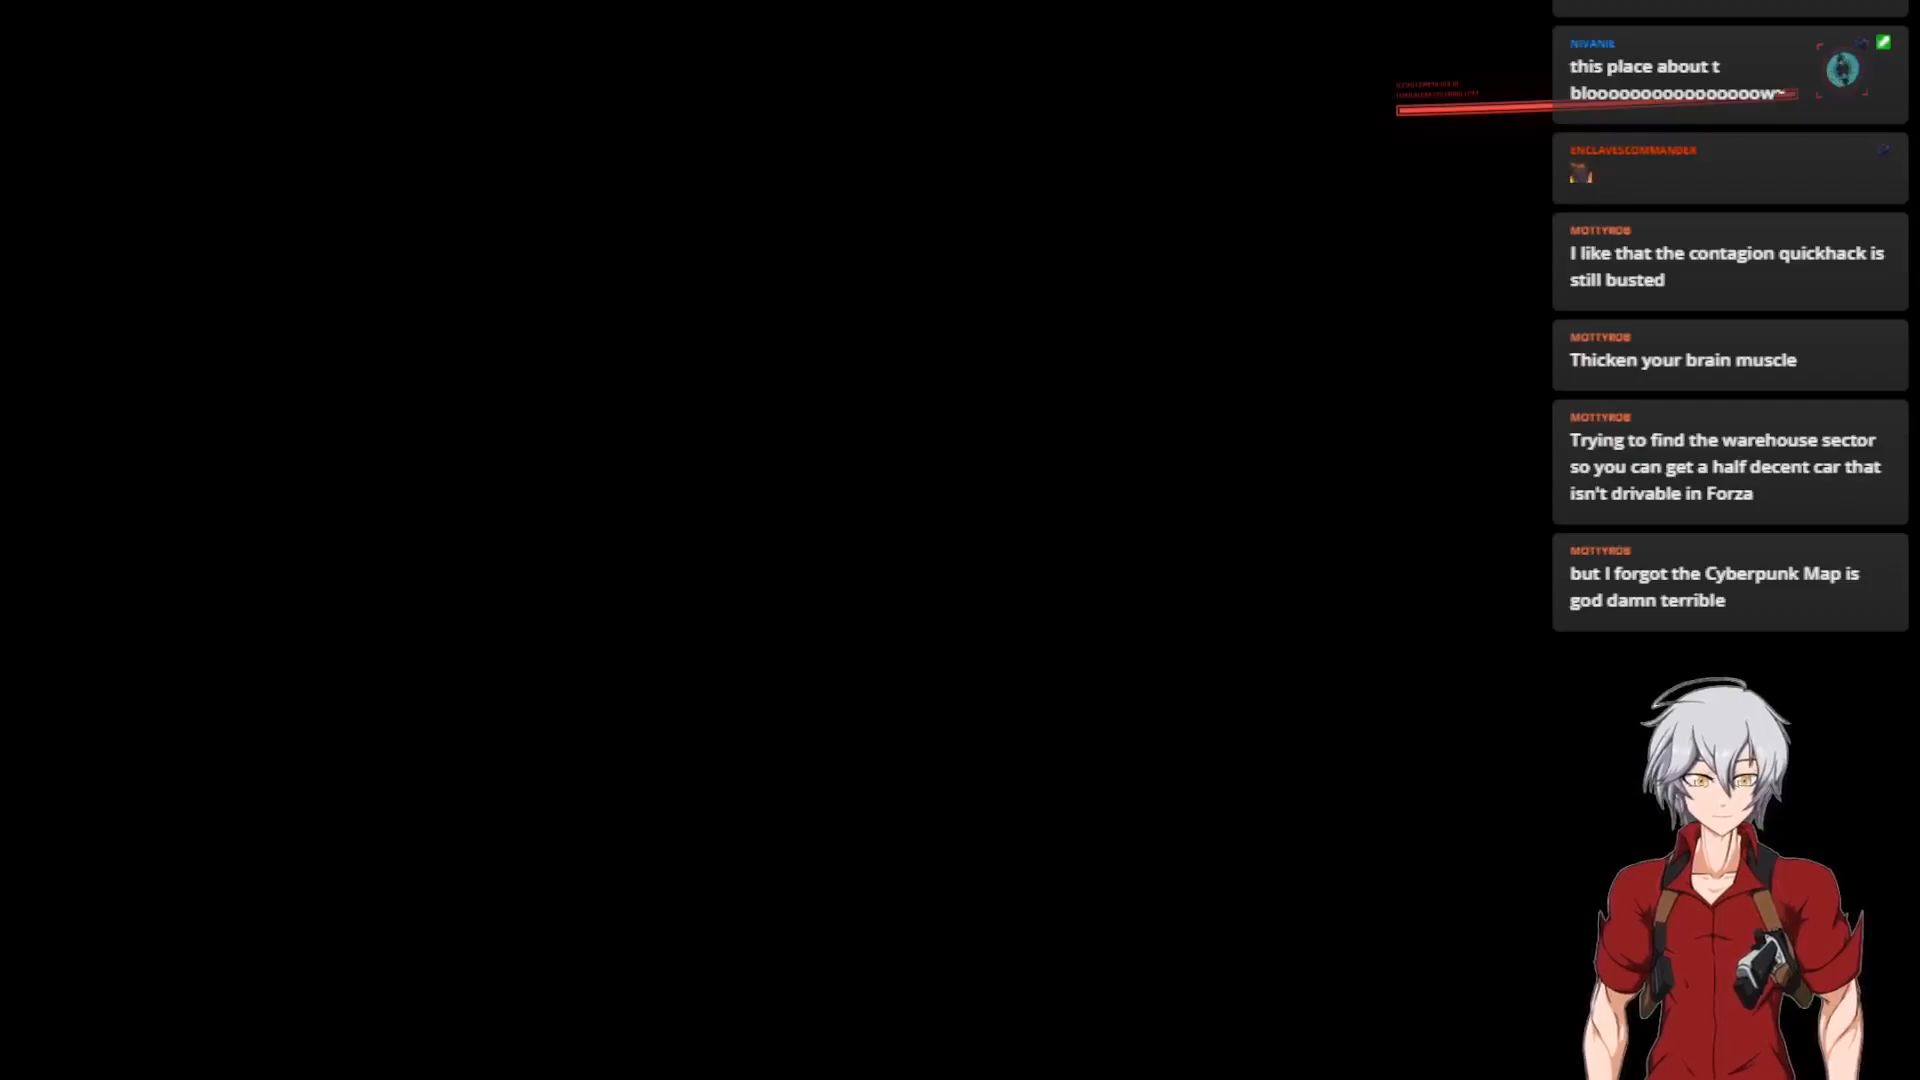 NIVANIE
this place about t
blooooooooooooooooow~
ENCLAVESCOMMANDER
MOTTYROB
I like that the contagion quickhack is
still busted
MOTTYROB
Thicken your brain muscle
MOTTYROB
Trying to find the warehouse sector
so you can get a half decent car that
isn't drivable in Forza
MOTTYROB
but I forgot the Cyberpunk Map is
god damn terrible